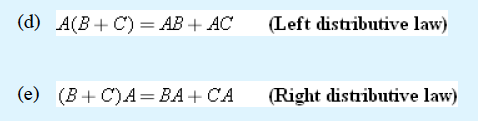 (d) A(B + C) = AB + AC (Left distributive law)
(e) (B + C)A = BA + CA (Right distributive law)